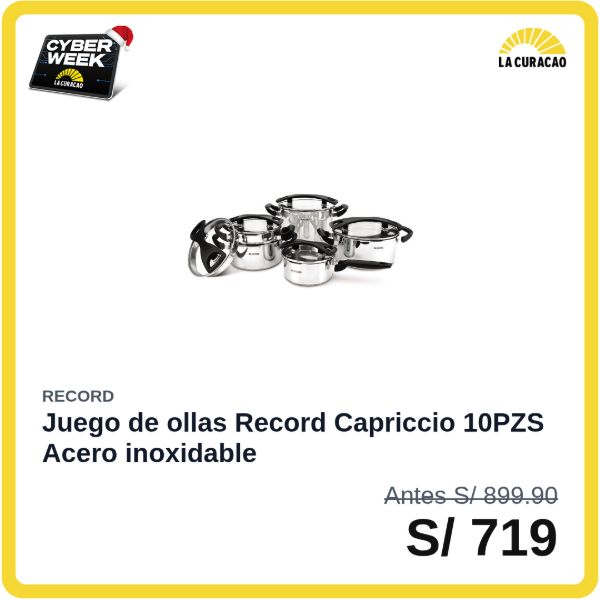 CYBER
WEEK
LA CURACAO
LA CURACAO
RECORD
Juego de ollas Record Capriccio 10PZS
Acero inoxidable
Antes S/ 899.90
S/ 719